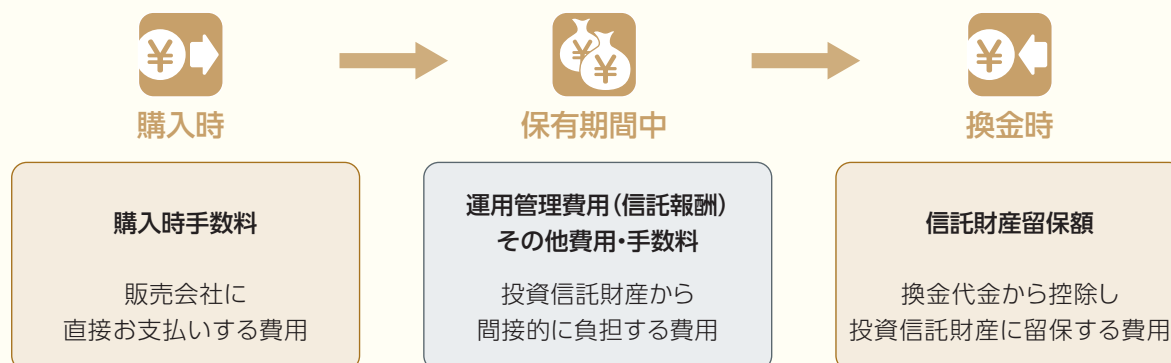 ¥
¥
¥
¥
購入時
保有期間中
換金時
購入時手数料
販売会社に
直接お支払いする費用
運用管理費用(信託報酬)
その他費用・手数料
投資信託財産から
間接的に負担する費用
信託財産留保額
換金代金から控除し
投資信託財産に留保する費用